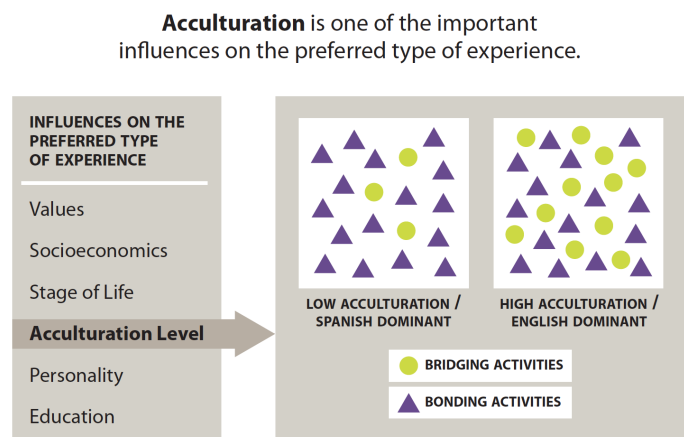 Acculturation is one of the important
influences on the preferred type of experience.
INFLUENCES ON THE
PREFERRED TYPE
OF EXPERIENCE
Values
Socioeconomics
Stage of Life
Acculturation Level
Personality
Education
LOW ACCULTURATION /
SPANISH DOMINANT
HIGH ACCULTURATION /
ENGLISH DOMINANT
BRIDGING ACTIVITIES
BONDING ACTIVITIES